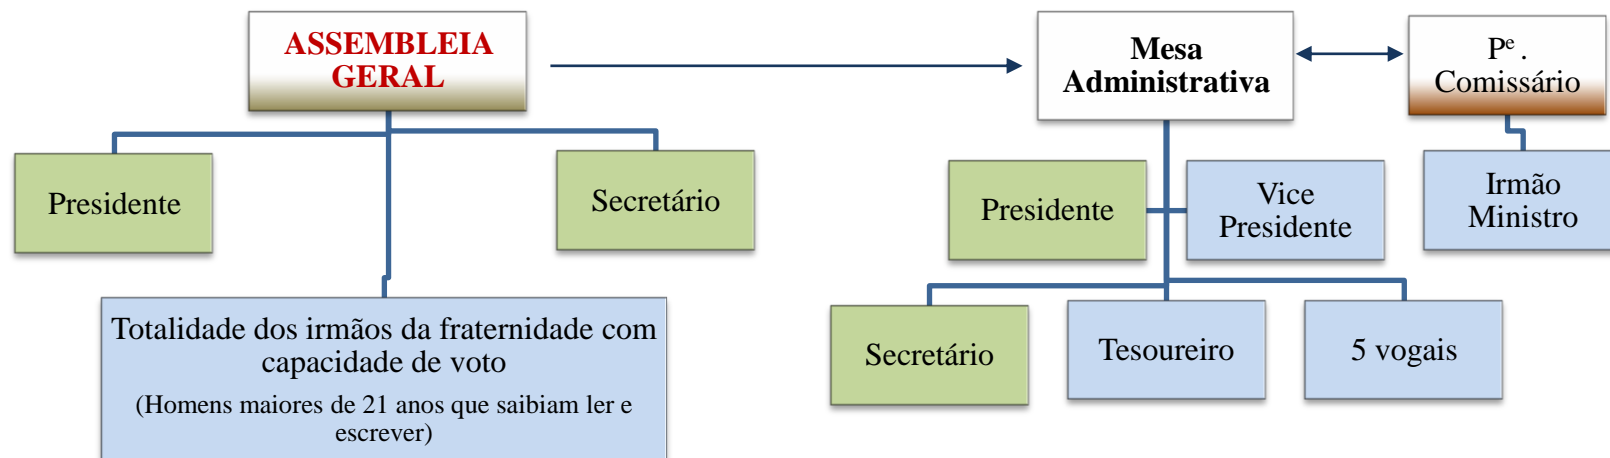 ASSEMBLEIA
GERAL
Mesa
Administrativa
Pe .
Comissário
Presidente
Secretário
Presidente
Vice
Presidente
Irmão
Ministro
Totalidade dos irmãos da fraternidade com
capacidade de voto
(Homens maiores de 21 anos que saibiam ler e
escrever)
Secretário
Tesoureiro
5 vogais